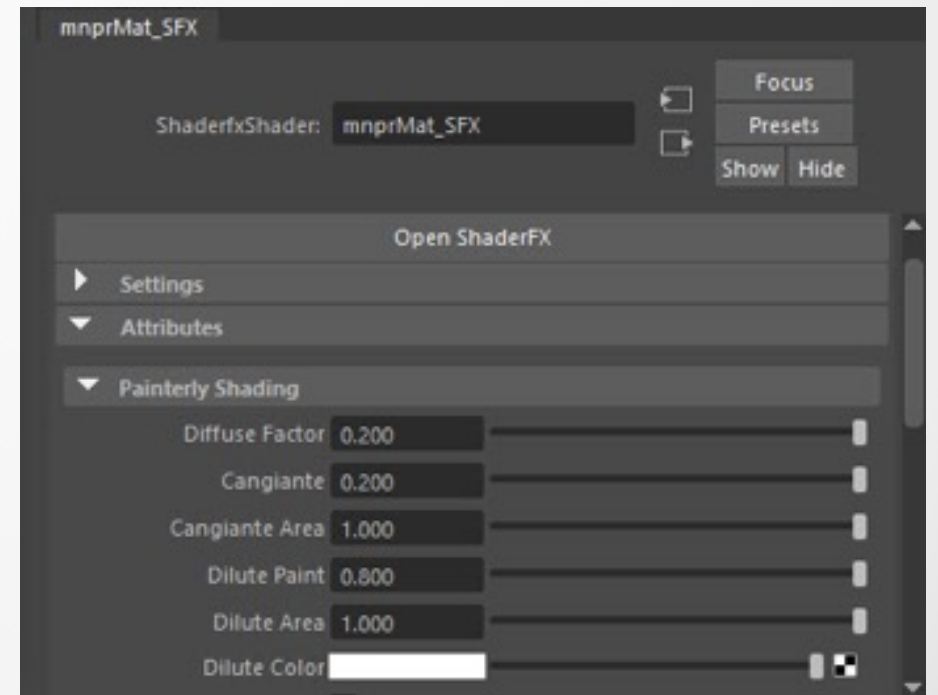 mnprMat_SFX
Focus
ShaderfxShader: mnprMat_SFX
Presets
Show Hide
Open ShaderFX
Settings
Attributes
Painterly Shading
Diffuse Factor 0.200
Cangiante 0.200
Cangiante Area 1.000
Dilute Paint 0.800
Dilute Area 1.000
Dilute Color